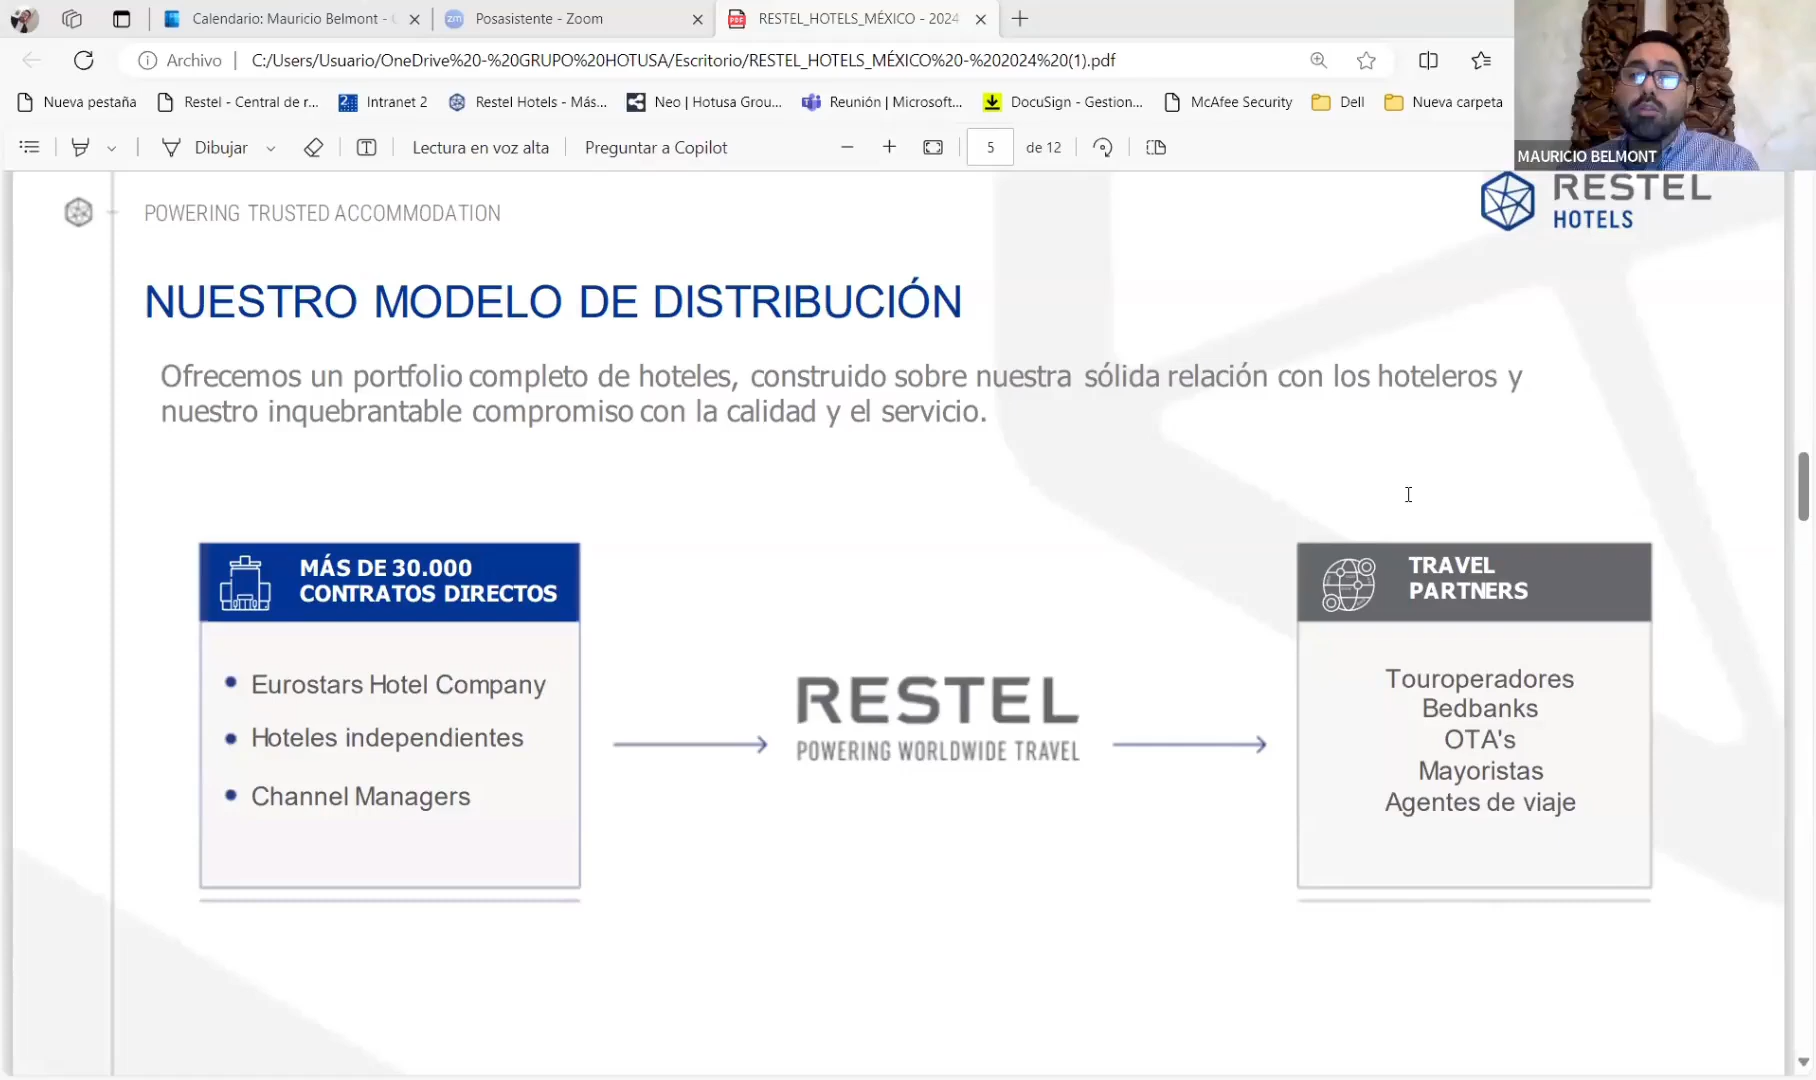 Calendario: Mauricio Belmont -
Posasistente - Zoom
RESTEL_HOTELS_MÉXICO - 2024
Archivo
C:/Users/Usuario/OneDrive%20-%20GRUPO%20HOTUSA/Escritorio/RESTEL_HOTELS_MÉXICO%20-%202024%20(1).pdf
Nueva pestaña
Restel - Central de r...
Intranet 2
Restel Hotels - Más...
Neo | Hotusa Grou...
Reunión | Microsoft...
DocuSign - Gestion...
McAfee Security
Dell
Nueva carpeta
MAURICIO BELMONT
Dibujar
Lectura en voz alta
Preguntar a Copilot
5
de 12
POWERING TRUSTED ACCOMMODATION
RESTEL
HOTELS
NUESTRO MODELO DE DISTRIBUCIÓN
Ofrecemos un portfolio completo de hoteles, construido sobre nuestra sólida relación con los hoteleros y
nuestro inquebrantable compromiso con la calidad y el servicio.
MÁS DE 30.000
CONTRATOS DIRECTOS
Eurostars Hotel Company
Hoteles independientes
Channel Managers
RESTEL
POWERING WORLDWIDE TRAVEL
TRAVEL
PARTNERS
Touroperadores
Bedbanks
OTA's
Mayoristas
Agentes de viaje